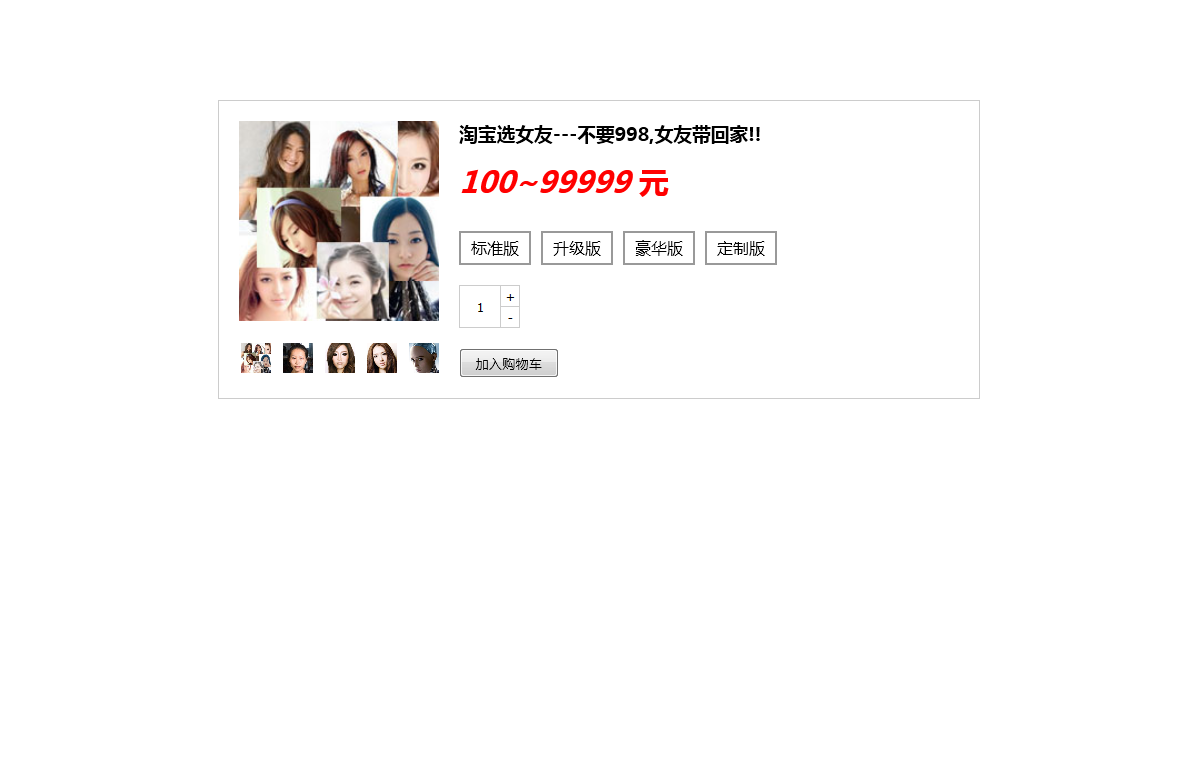 淘宝选女友---不要998,女友带回家!!
100~99999 元
标准版 升级版 豪华版 定制版
1
+
-
加入购物车